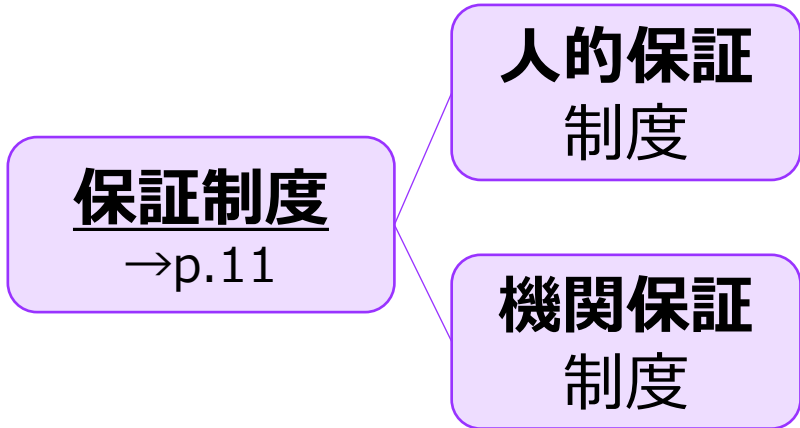 人的保証
制度
保証制度
→p.11
機関保証
制度